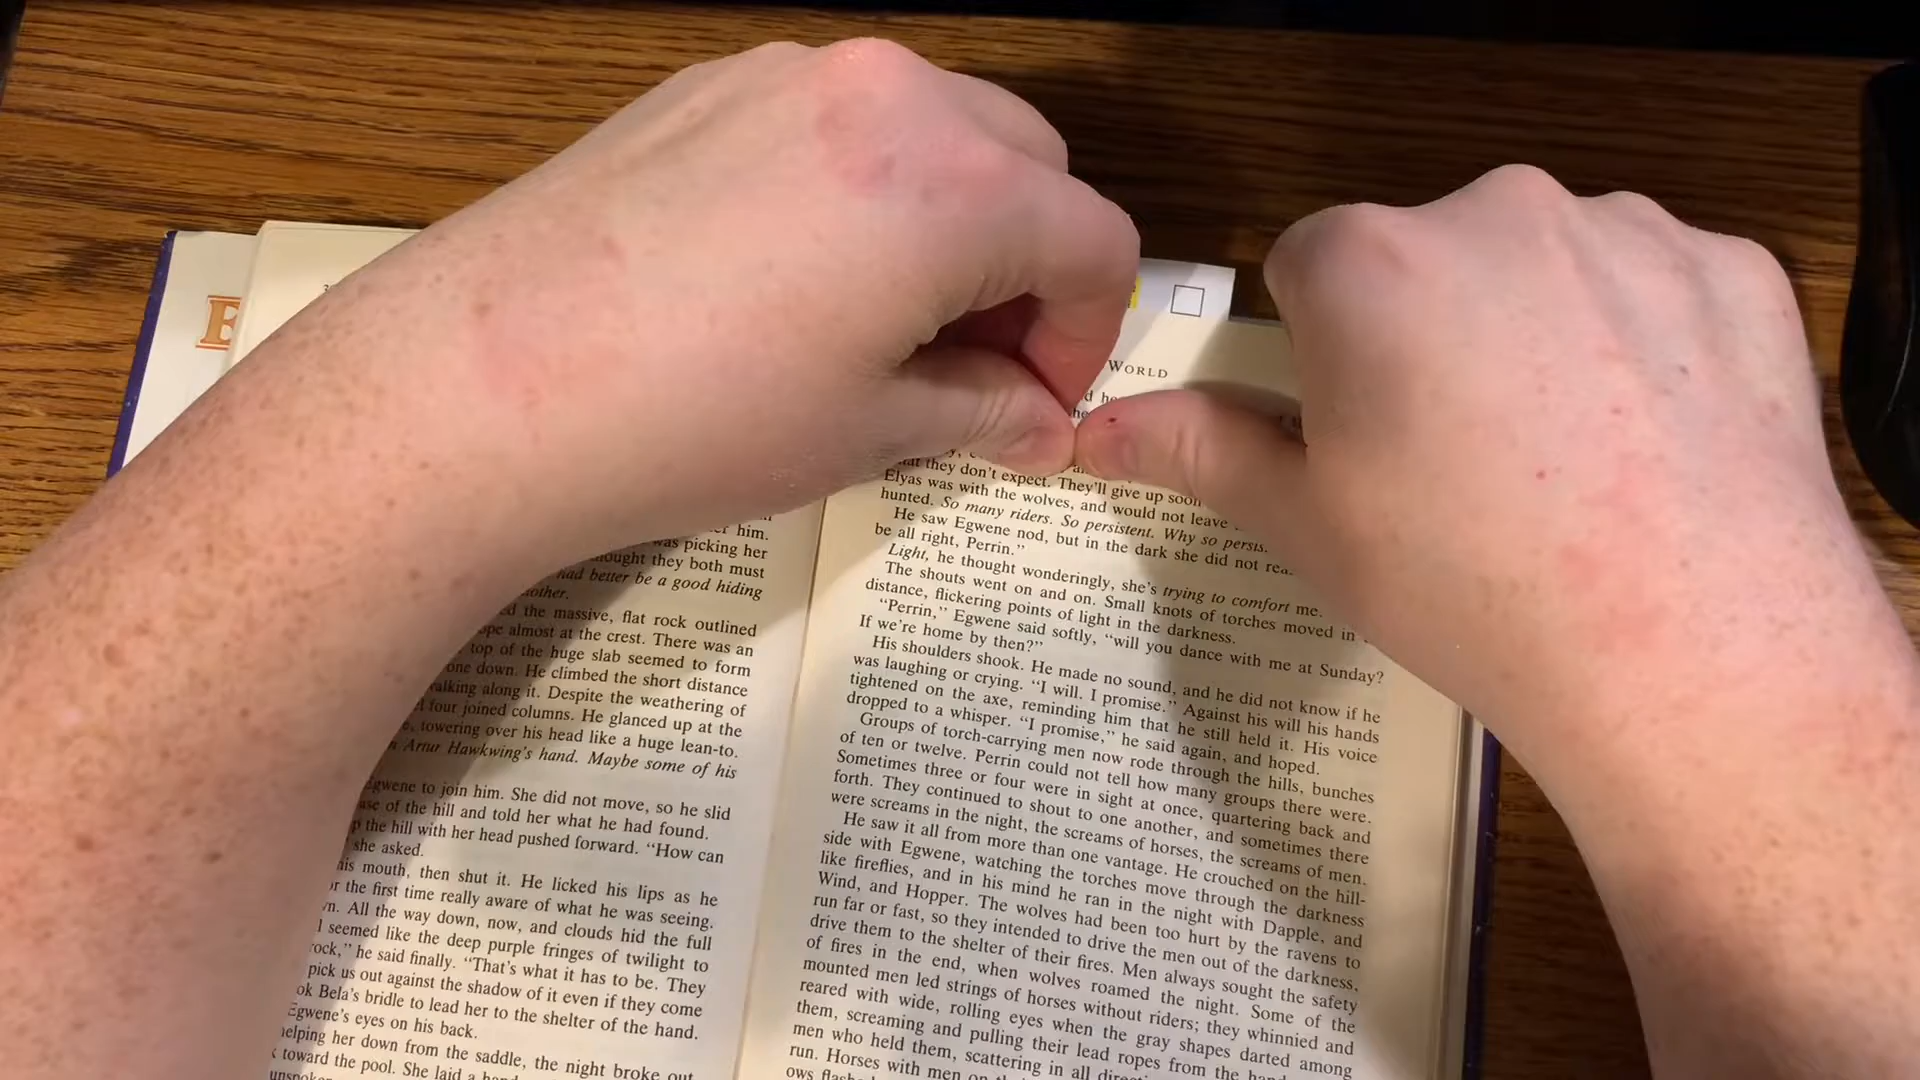 E
er him.
was picking her
thought they both must
had better be a good hiding
other.
the massive, flat rock outlined
almost at the crest. There was an
top of the huge slab seemed to form
one down. He climbed the short distance
walking along it. Despite the weathering of
four joined columns. He glanced up at the
towering over his head like a huge lean-to.
Artur Hawkwing's hand. Maybe some of his
Egwene to join him. She did not move, so he slid
of the hill and told her what he had found.
the hill with her head pushed forward. “How can
she asked.
his mouth, then shut it. He licked his lips as he
the first time really aware of what he was seeing.
All the way down, now, and clouds hid the full
seemed like the deep purple fringes of twilight to
rock,” he said finally. “That's what it has to be. They
pick us out against the shadow of it even if they come
Bela's bridle to lead her to the shelter of the hand.
Egwene's eyes on his back.
helping her down from the saddle, the night broke out
toward the pool. She laid a
WORLD
they don't expect. They'll give up soon
Elyas was with the wolves, and would not leave
hunted. So many riders. So persistent. Why so
He saw Egwene nod, but in the dark she did not
be all right, Perrin.”
Light, he thought wonderingly, she's trying to comfort me.
The shouts went on and on. Small knots of torches moved in
distance, flickering points of light in the darkness.
“Perrin,” Egwene said softly, “will you dance with me at Sunday?
If we're home by then?”
His shoulders shook. He made no sound, and he did not know if he
was laughing or crying. “I will. I promise.” Against his will his hands
tightened on the axe, reminding him that he still held it. His voice
dropped to a whisper. “I promise,” he said again, and hoped.
Groups of torch-carrying men now rode through the hills, bunches
of ten or twelve. Perrin could not tell how many groups there were.
Sometimes three or four were in sight at once, quartering back and
forth. They continued to shout to one another, and sometimes there
were screams in the night, the screams of horses, the screams of men.
He saw it all from more than one vantage. He crouched on the hill-
side with Egwene, watching the torches move through the darkness
like fireflies, and in his mind he ran in the night with Dapple, and
Wind, and Hopper. The wolves had been too hurt by the ravens to
run far or fast, so they intended to drive the men out of the darkness,
drive them to the shelter of their fires. Men always sought the safety
of fires in the end, when wolves roamed the night. Some of the
mounted men led strings of horses without riders; they whinnied and
reared with wide, rolling eyes when the gray shapes darted among
them, screaming and pulling their lead ropes from the
men who held them, scattering in all
run. Horses with men on